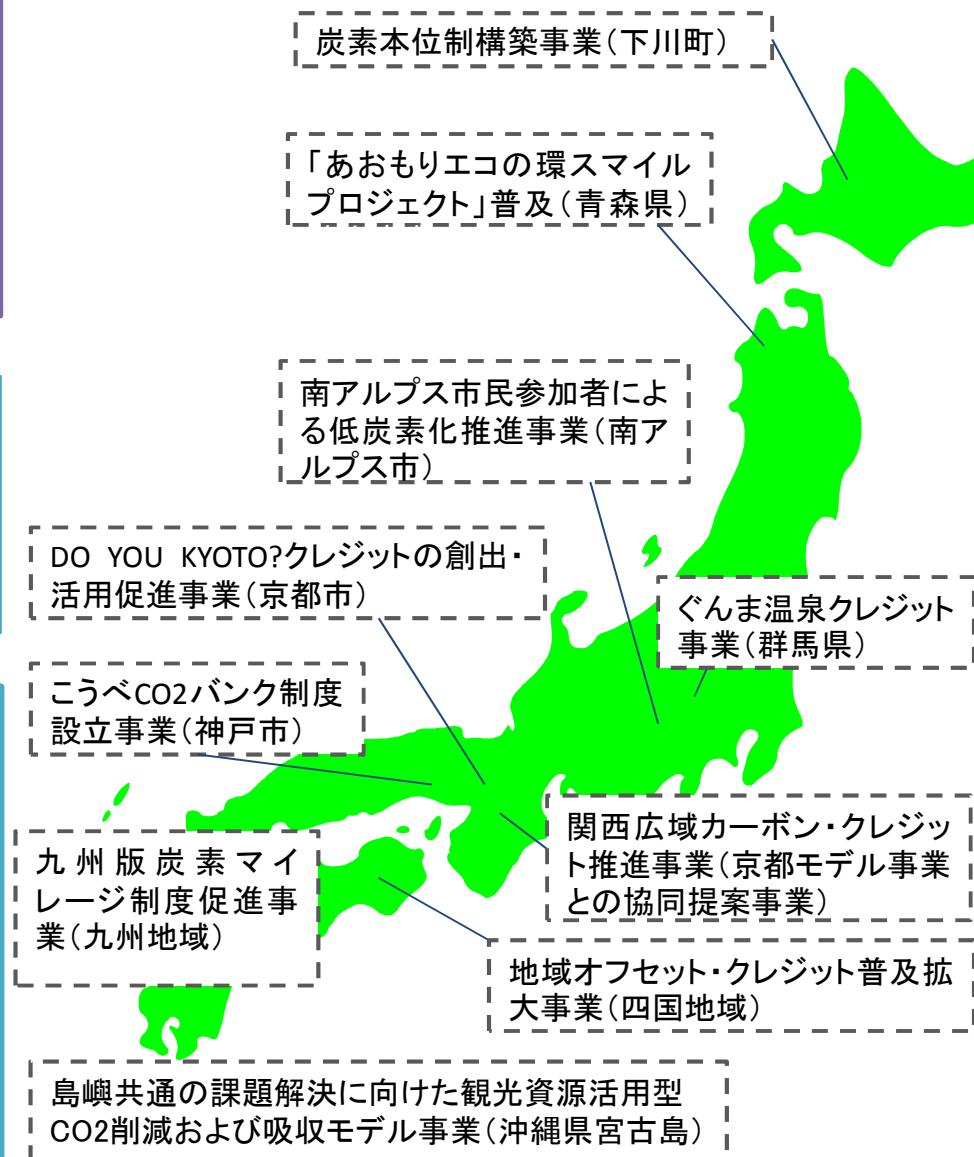 炭素本位制構築事業(下川町)
「あおもりエコの環スマイル
プロジェクト」普及(青森県)
南アルプス市民参加者によ
る低炭素化推進事業(南ア
ルプス市)
DO YOU KYOTO?クレジットの創出・
活用促進事業(京都市)
ぐんま温泉クレジット
事業(群馬県)
こうべCO2バンク制度
設立事業(神戸市)
関西広域カーボン・クレジッ
ト推進事業(京都モデル事業
との協同提案事業)
九州版炭素マイ
レージ制度促進事
業(九州地域)
地域オフセット・クレジット普及拡
大事業(四国地域)
島嶼共通の課題解決に向けた観光資源活用型
CO2削減および吸収モデル事業(沖縄県宮古島)